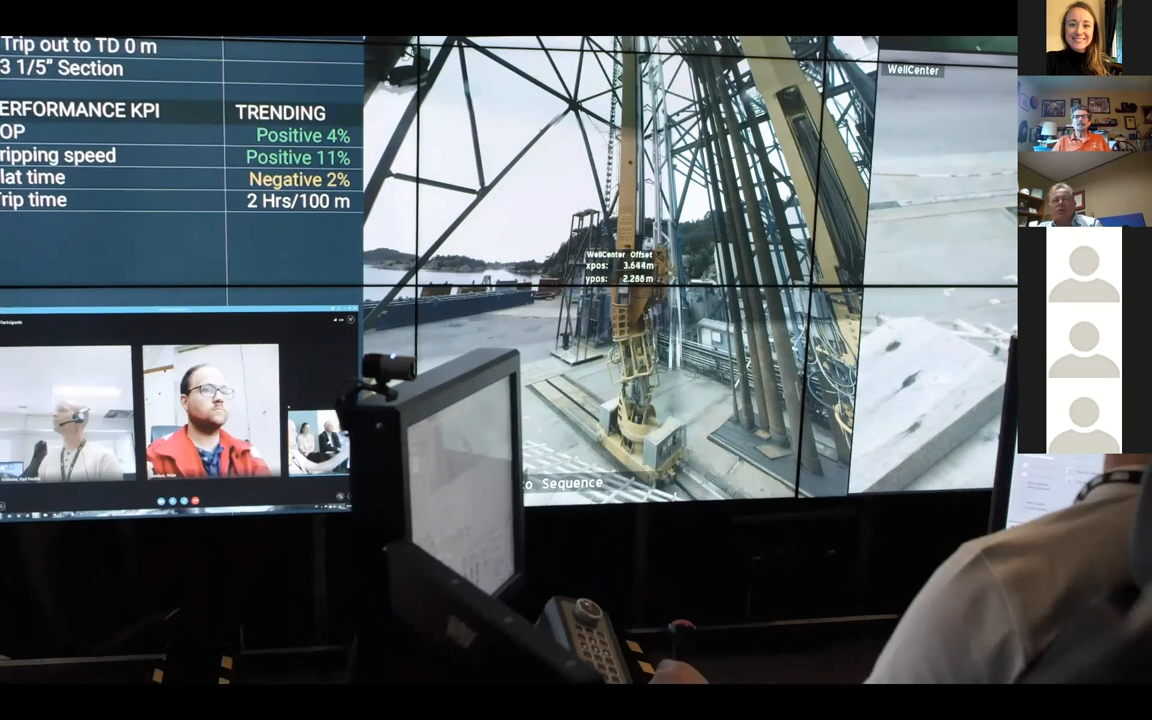 Trip out to TD 0 m
3 1/5” Section
ERFORMANCE KPI TRENDING
OP Positive 4%
ripping speed Positive 11%
lat time Negative 2%
rip time 2 Hrs/100 m
WellCenter
WellCenter Offset
xpos: 3.644m
ypos: 2.288m
to Sequence
Participants